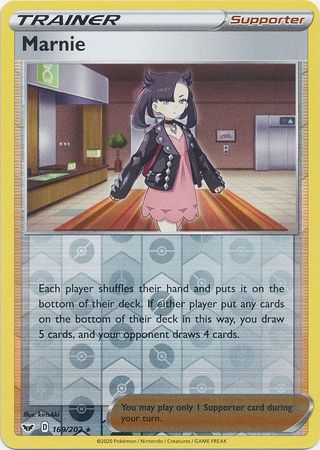 TRAINER
Supporter
Marnie
Each player shuffles their hand and puts it on
the bottom of their deck. If either player put any cards
on the bottom of their deck in this way, you draw
5 cards, and your opponent draws 4 cards.
Illus. kirisAki
D 169/202 ★
You may play only 1 Supporter card during
your turn.
©2020 Pokémon / Nintendo / Creatures / GAME FREAK